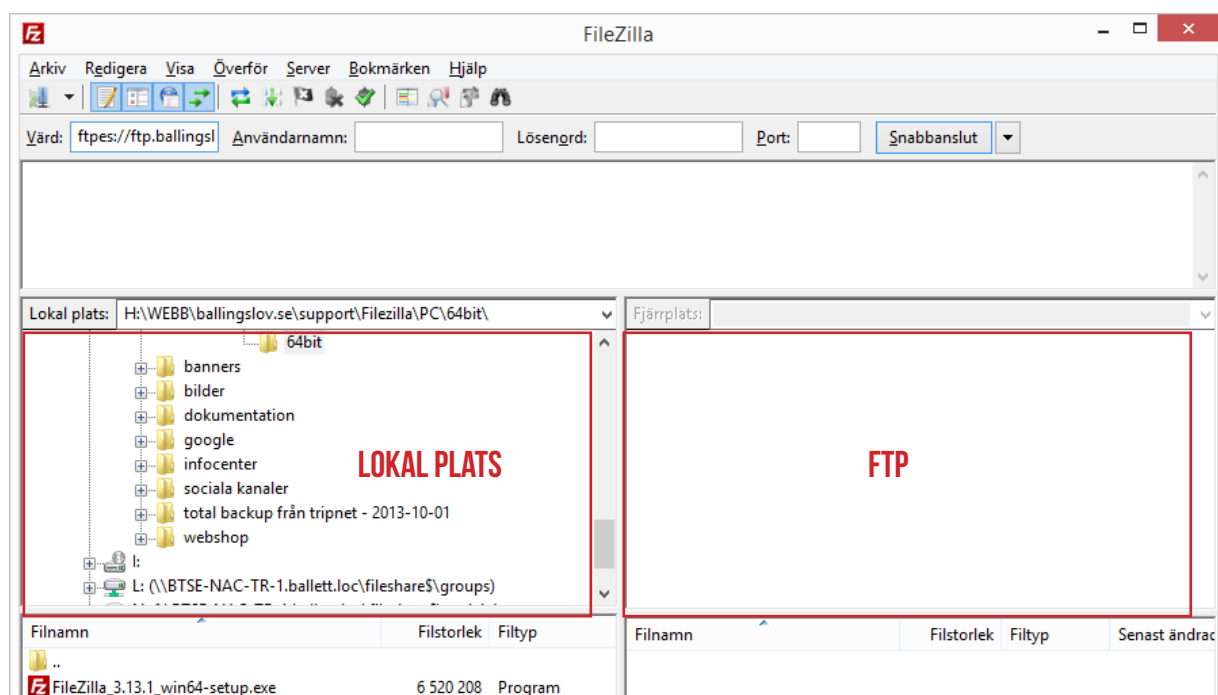 FileZilla
Arkiv Redigera Visa Överför Server Bokmärken Hjälp
Värd: ftpes://ftp.ballingsl Användarnamn: Lösenord: Port: Snabbanslut
Lokal plats: H:\WEBB\ballingslov.se\support\Filezilla\PC\64bit\ Fjärrplats:
64bit
banners
bilder
dokumentation
google
infocenter
LOKAL PLATS
FTP
sociala kanaler
total backup från tripnet - 2013-10-01
webshop
I:
L: (\\BTSE-NAC-TR-1.ballett.loc\fileshare$\groups)
Filnamn Filstorlek Filtyp
Filnamn Filstorlek Filtyp Senast ändrad
..
FileZilla_3.13.1_win64-setup.exe 6 520 208 Program